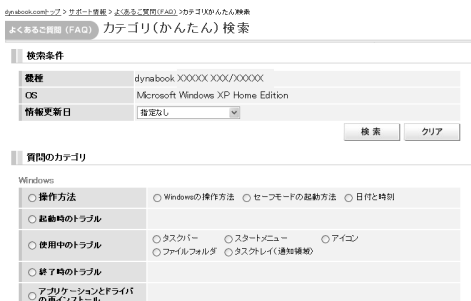 dynabook.comトップ > サポート情報 > よくあるご質問(FAQ) >カテゴリ(かんたん)検索
よくあるご質問 (FAQ) カテゴリ(かんたん) 検索
検索条件
機種 dynabook XXXXX XXX/XXXXX
OS Microsoft Windows XP Home Edition
情報更新日 指定なし
検 索 クリア
質問のカテゴリ
Windows
操作方法 Windowsの操作方法 セーフモードの起動方法 日付と時刻
起動時のトラブル
使用中のトラブル タスクバー スタートメニュー アイコン
ファイルフォルダ タスクトレイ(通知領域)
終了時のトラブル
アプリケーションとドライバ
の再インストール